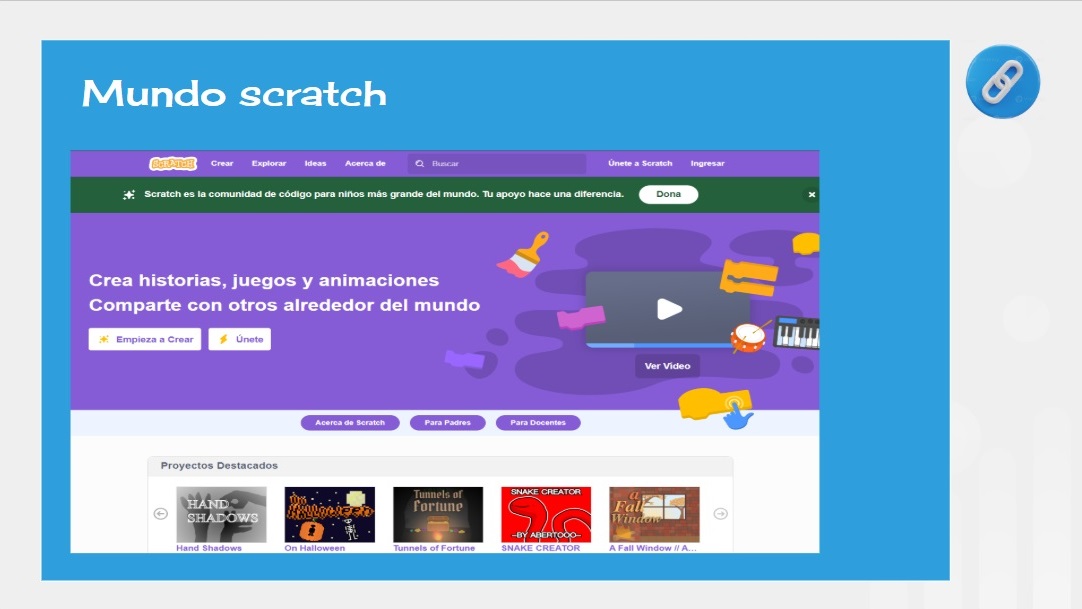 Mundo scratch
SCRATCH Crear Explorar Ideas Acerca de Buscar Únete a Scratch Ingresar
Scratch es la comunidad de código para niños más grande del mundo. Tu apoyo hace una diferencia. Dona
Crea historias, juegos y animaciones
Comparte con otros alrededor del mundo
Empieza a Crear Únete
Ver Video
Acerca de Scratch Para Padres Para Docentes
Proyectos Destacados
HAND
SHADOWS
On
Halloween
Tunnels of
Fortune
SNAKE CREATOR
~BY ABERTOOO~
a
Fall
Window
Hand Shadows On Halloween Tunnels of Fortune SNAKE CREATOR A Fall Window // A...